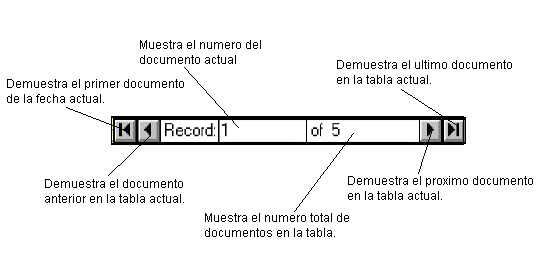 Muestra el numero del
documento actual
Demuestra el ultimo documento
en la tabla actual.
Demuestra el primer documento
de la fecha actual.
Record: 1 of 5
Demuestra el documento
anterior en la tabla actual.
Demuestra el proximo documento
en la tabla actual.
Muestra el numero total de
documentos en la tabla.